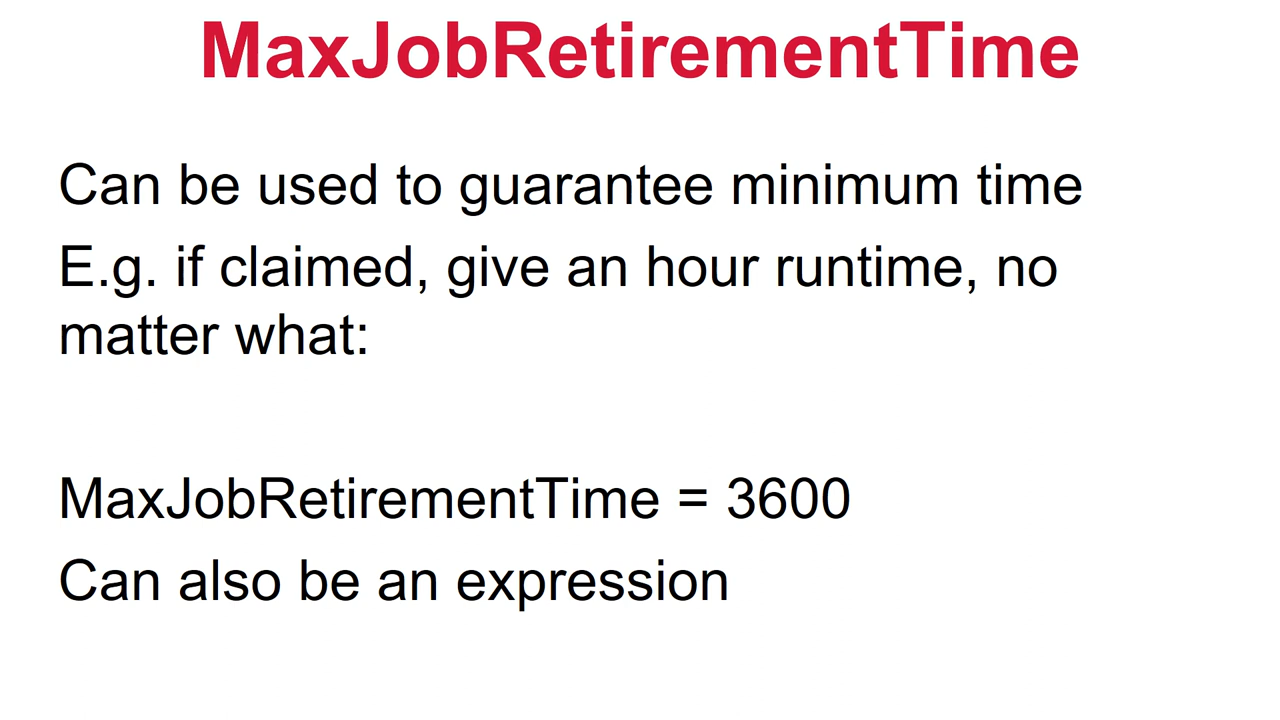 MaxJobRetirementTime
Can be used to guarantee minimum time
E.g. if claimed, give an hour runtime, no
matter what:
MaxJobRetirementTime = 3600
Can also be an expression